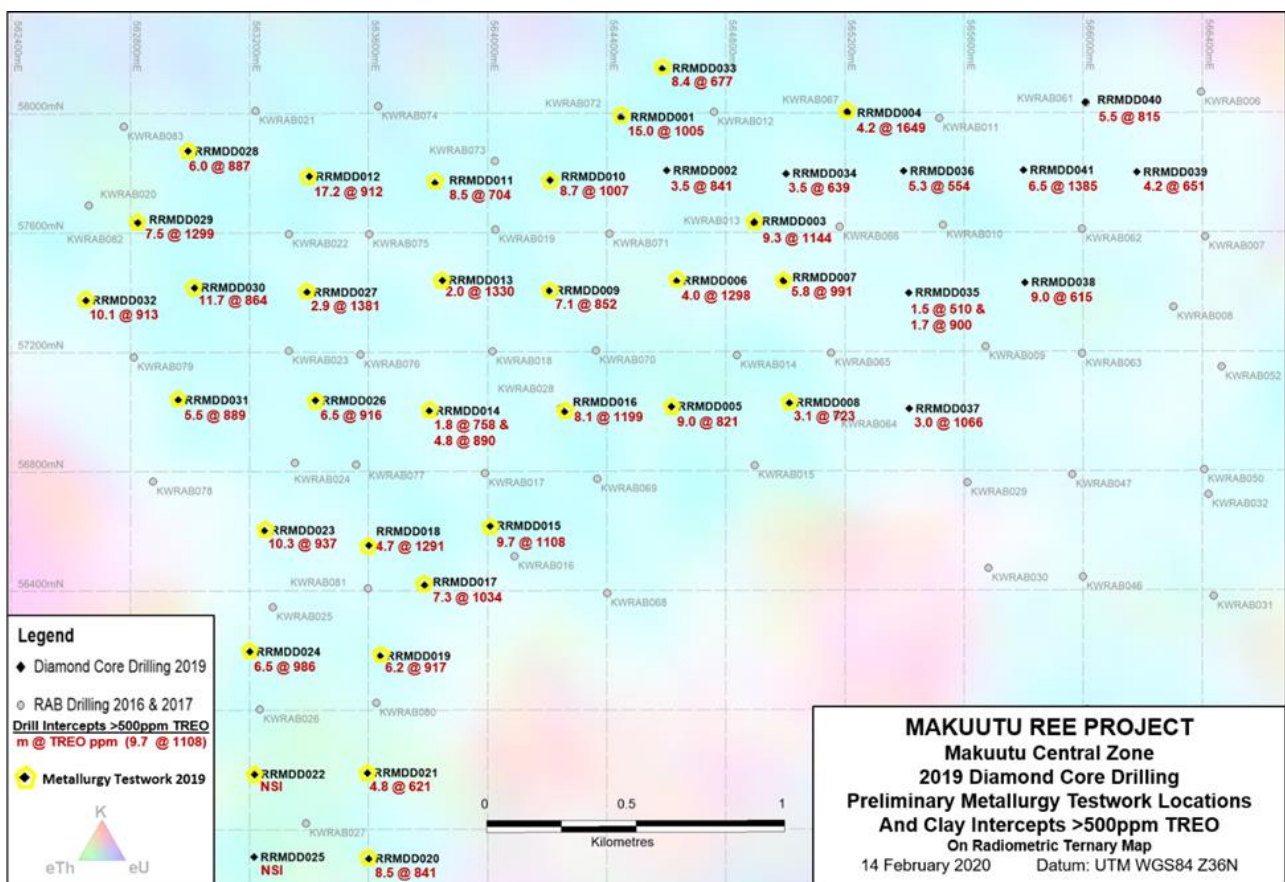 562400mE
562800mE
563200mE
563600mE
564000mE
564400mE
564800mE
565200mE
565600mE
566000mE
566400mE
RRMDD033
8.4 @ 677
KWRAB072
KWRAB067
KWRAB061
RRMDD040
5.5 @ 815
KWRAB006
58000mN
KWRAB083
KWRAB021
KWRAB074
RRMDD001
15.0 @ 1005
KWRAB012
RRMDD004
4.2 @ 1649
KWRAB011
RRMDD028
6.0 @ 887
KWRAB073
RRMDD012
17.2 @ 912
RRMDD011
8.5 @ 704
RRMDD010
8.7 @ 1007
RRMDD002
3.5 @ 841
RRMDD034
3.5 @ 639
RRMDD036
5.3 @ 554
RRMDD041
6.5 @ 1385
RRMDD039
4.2 @ 651
KWRAB020
57600mN
KWRAB082
RRMDD029
7.5 @ 1299
KWRAB022
KWRAB075
KWRAB019
KWRAB071
KWRAB013
RRMDD003
9.3 @ 1144
KWRAB066
KWRAB010
KWRAB062
KWRAB007
RRMDD032
10.1 @ 913
RRMDD030
11.7 @ 864
RRMDD027
2.9 @ 1381
RRMDD013
2.0 @ 1330
RRMDD009
7.1 @ 852
RRMDD006
4.0 @ 1298
RRMDD007
5.8 @ 991
RRMDD035
1.5 @ 510 &
1.7 @ 900
RRMDD038
9.0 @ 615
KWRAB008
57200mN
KWRAB079
KWRAB023
KWRAB076
KWRAB018
KWRAB070
KWRAB014
KWRAB065
KWRAB009
KWRAB063
KWRAB052
KWRAB028
RRMDD031
5.5 @ 889
RRMDD026
6.5 @ 916
RRMDD014
1.8 @ 758 &
4.8 @ 890
RRMDD016
8.1 @ 1199
RRMDD005
9.0 @ 821
RRMDD008
3.1 @ 723
KWRAB064
RRMDD037
3.0 @ 1066
56800mN
KWRAB078
KWRAB024
KWRAB077
KWRAB017
KWRAB069
KWRAB015
KWRAB029
KWRAB047
KWRAB050
KWRAB032
RRMDD023
10.3 @ 937
RRMDD018
4.7 @ 1291
RRMDD015
9.7 @ 1108
KWRAB016
56400mN
KWRAB081
RRMDD017
7.3 @ 1034
KWRAB025
KWRAB068
KWRAB030
KWRAB046
KWRAB031
RRMDD024
6.5 @ 986
RRMDD019
6.2 @ 917
KWRAB026
KWRAB080
RRMDD022
NSI
RRMDD021
4.8 @ 621
KWRAB027
RRMDD025
NSI
RRMDD020
8.5 @ 841
Legend
Diamond Core Drilling 2019
RAB Drilling 2016 & 2017
Drill Intercepts >500ppm TREO
m @ TREO ppm (9.7 @ 1108)
Metallurgy Testwork 2019
K
eTh
eU
0
0.5
1
Kilometres
MAKUUTU REE PROJECT
Makuutu Central Zone
2019 Diamond Core Drilling
Preliminary Metallurgy Testwork Locations
And Clay Intercepts >500ppm TREO
On Radiometric Ternary Map
14 February 2020 Datum: UTM WGS84 Z36N